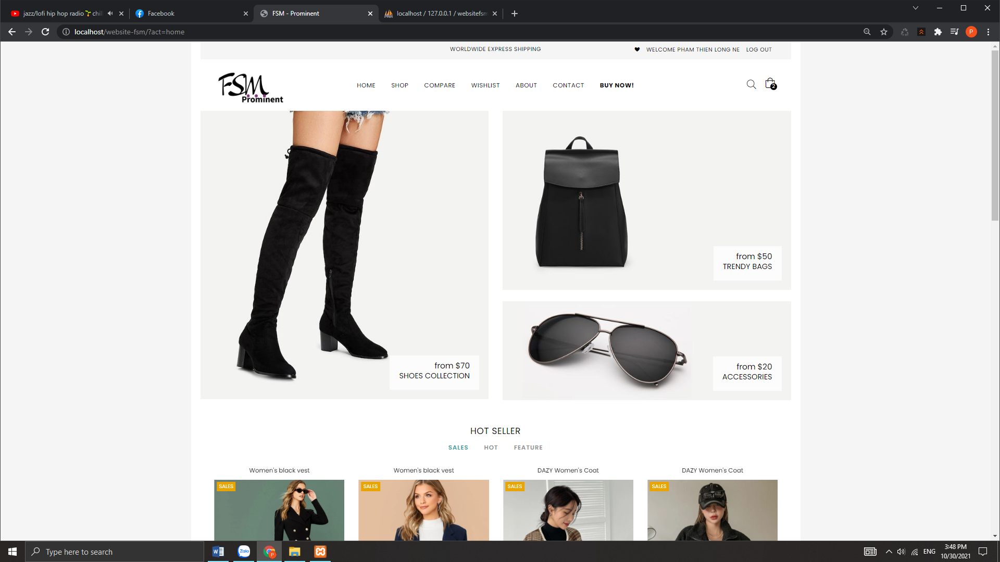 jazz/lofi hip hop radio🌱chil
Facebook
FSM - Prominent
localhost / 127.0.0.1 / websitefsm
localhost/website-fsm/?act=home
P
WORLDWIDE EXPRESS SHIPPING
WELCOME PHAM THIEN LONG NE
LOG OUT
FSM
Prominent
HOME
SHOP
COMPARE
WISHLIST
ABOUT
CONTACT
BUY NOW!
2
from $50
TRENDY BAGS
from $70
SHOES COLLECTION
from $20
ACCESSORIES
HOT SELLER
SALES
HOT
FEATURE
Women's black vest
Women's black vest
DAZY Women's Coat
DAZY Women's Coat
SALES
SALES
SALES
SALES
Type here to search
W
Zalo
P
ENG
3:48 PM
10/30/2021